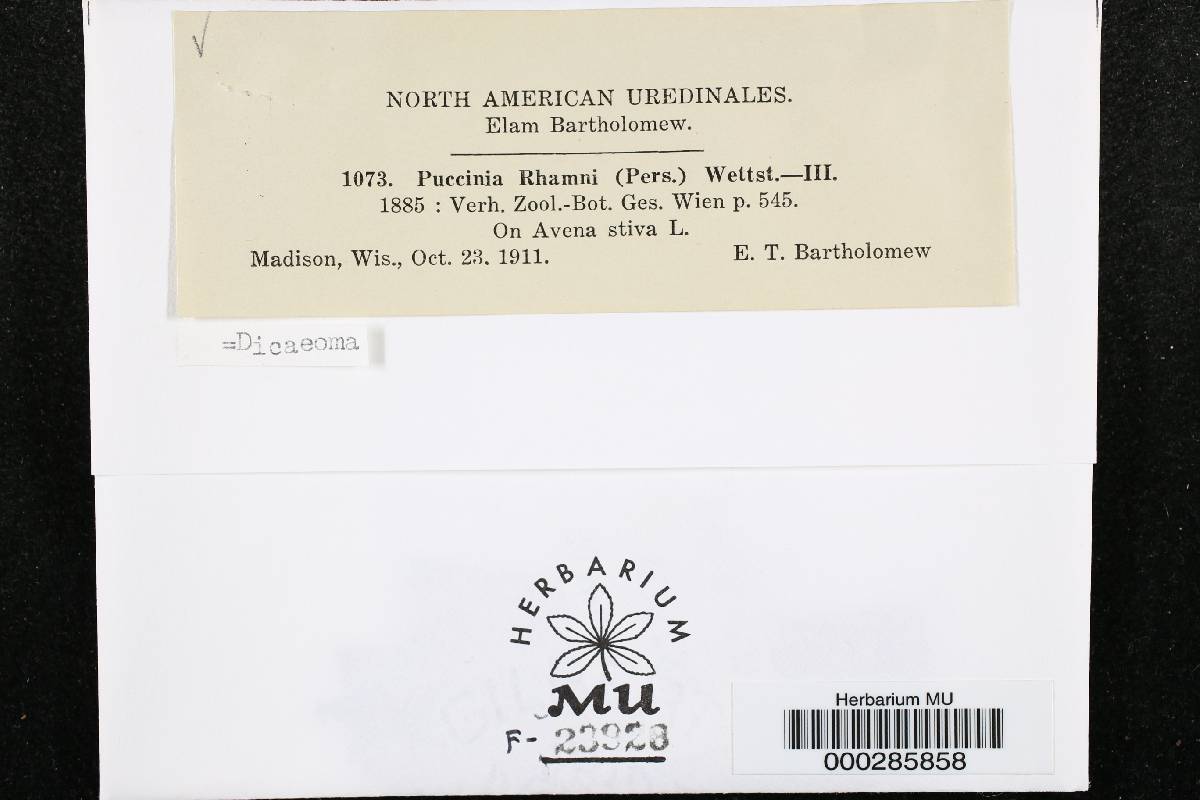 NORTH AMERICAN UREDINALES.
Elam Bartholomew.
1073. Puccinia Rhamni (Pers.) Wettst.—III.
1885 : Verh. Zool.-Bot. Ges. Wien p. 545.
On Avena stiva L.
Madison, Wis., Oct. 23. 1911. E. T. Bartholomew
=Dicaeoma
HERBARIUM
MU
F- 23928
Herbarium MU
000285858